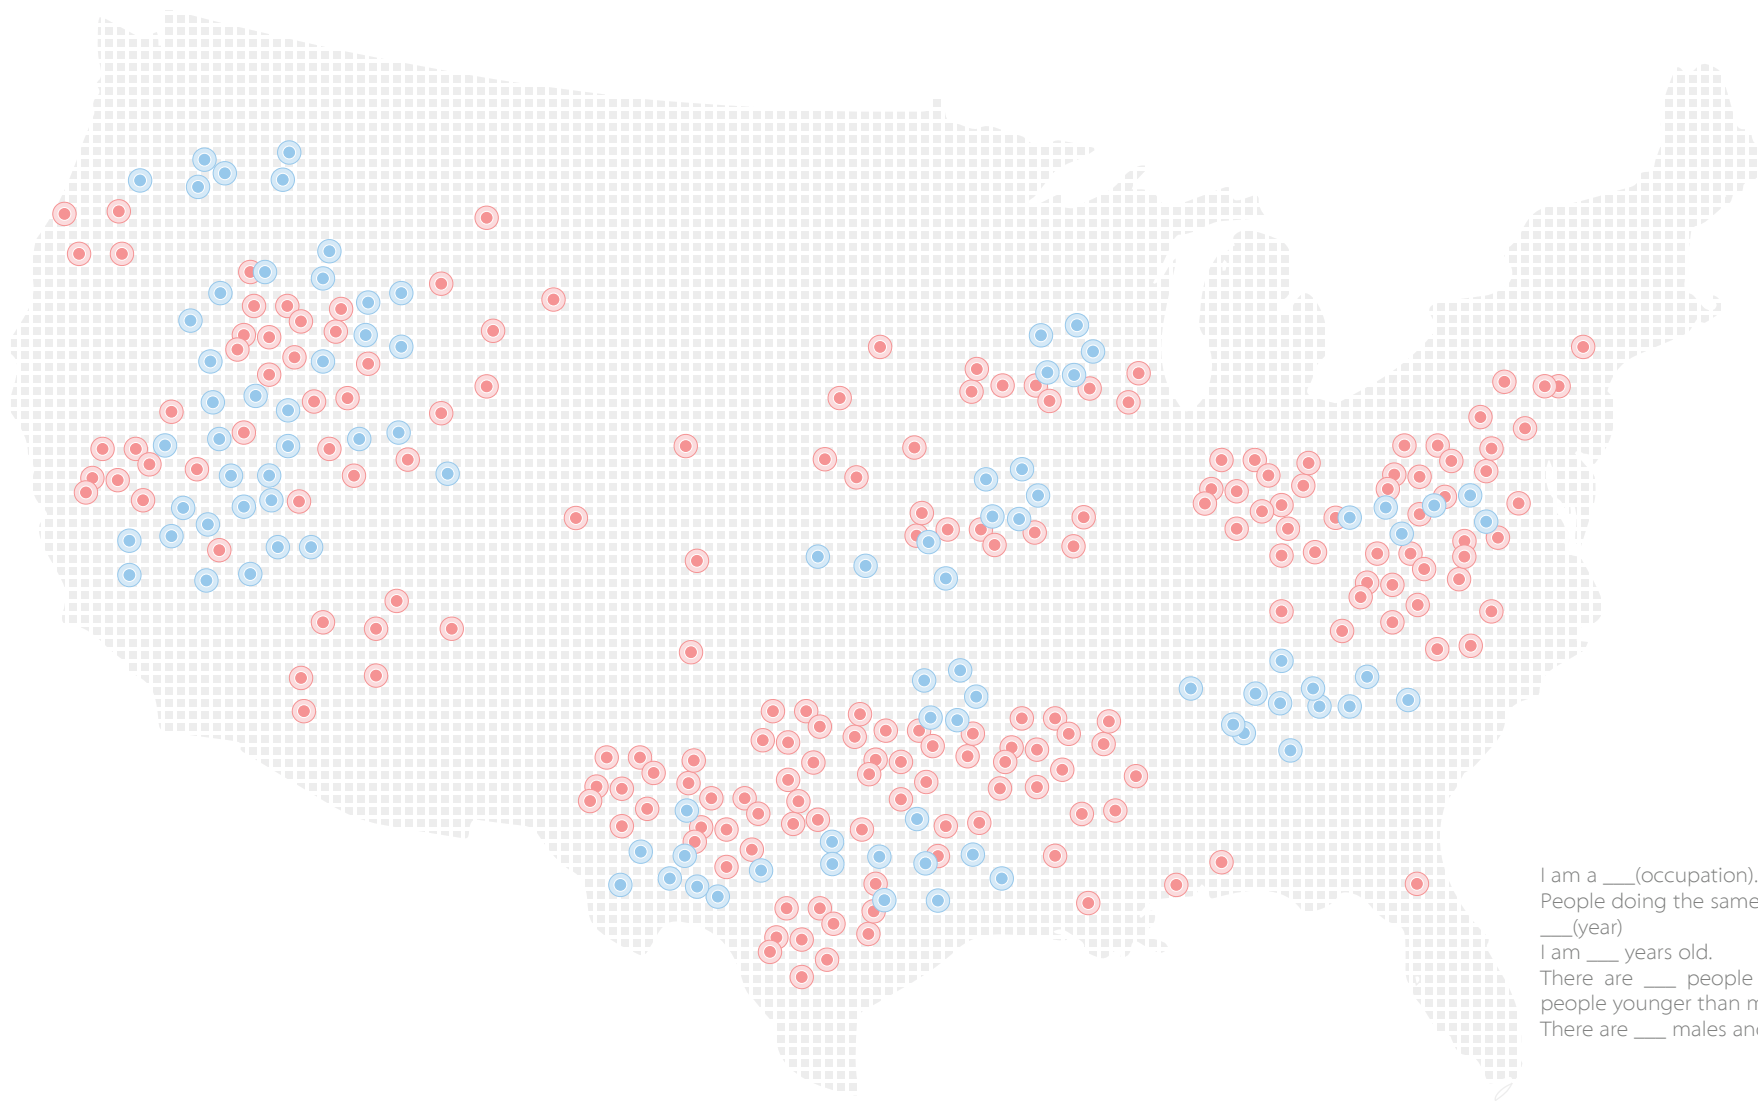 I am a ___(occupation).
People doing the same
___(year)
I am ___ years old.
There are ___ people
people younger than
There are ___ males